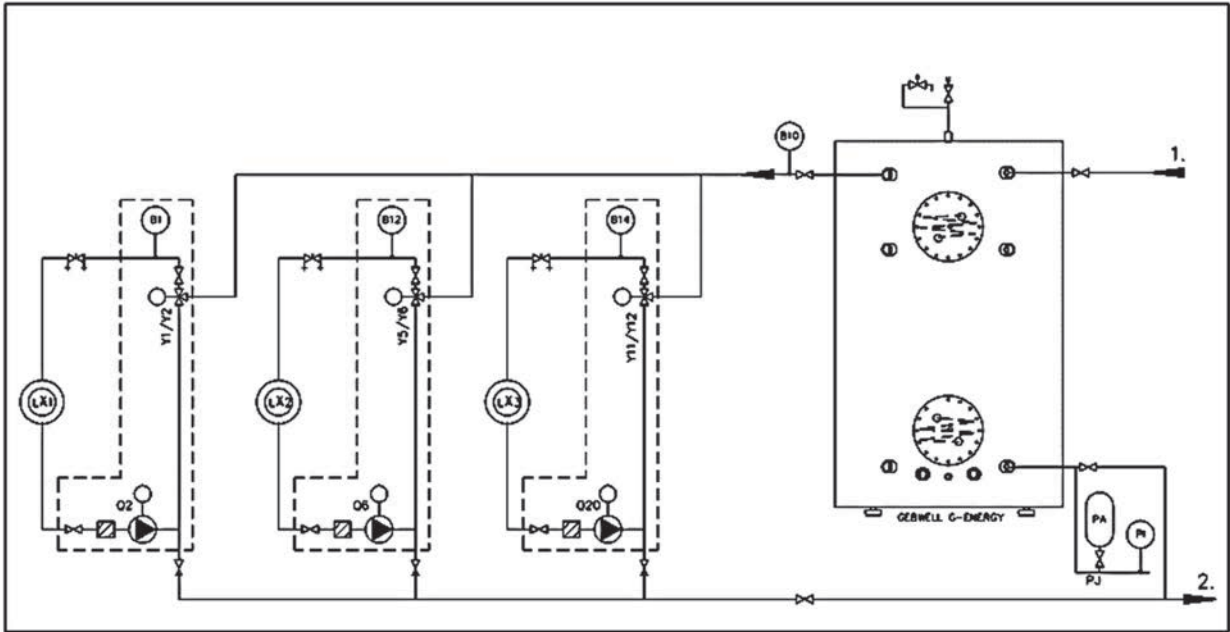 B10
1.
B1
B12
B14
Y1/Y2
Y5/Y6
Y11/Y12
LX1
LX2
LX3
Q2
Q6
Q20
GEBWELL G-ENERGY
PA
PI
PJ
2.